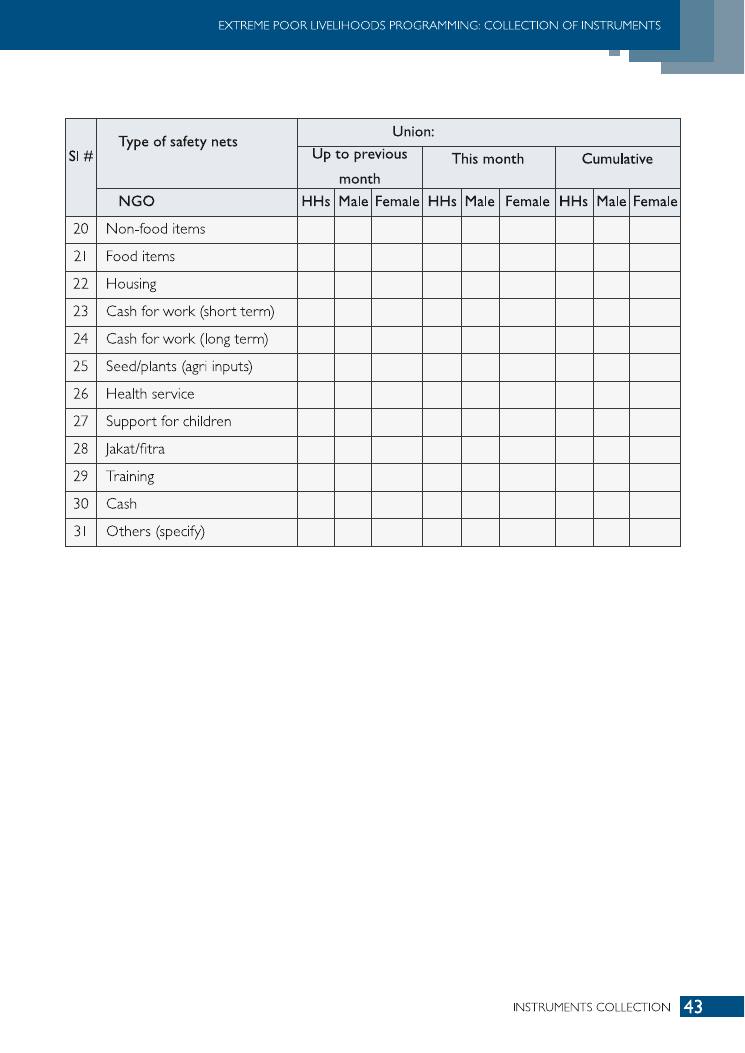 EXTREME POOR LIVELIHOODS PROGRAMMING: COLLECTION OF INSTRUMENTS
Sl # Type of safety nets Union:
Up to previous month This month Cumulative
NGO HHs Male Female HHs Male Female HHs Male Female
20 Non-food items
21 Food items
22 Housing
23 Cash for work (short term)
24 Cash for work (long term)
25 Seed/plants (agri inputs)
26 Health service
27 Support for children
28 Jakat/fitra
29 Training
30 Cash
31 Others (specify)
INSTRUMENTS COLLECTION 43